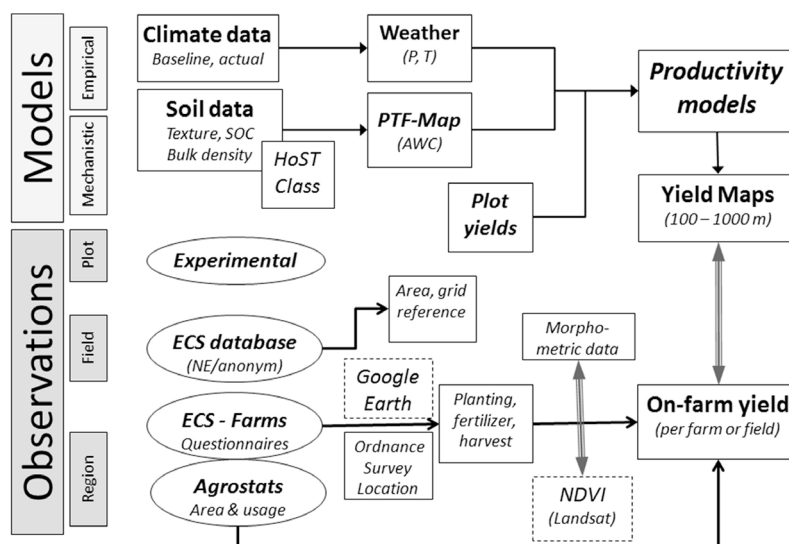 Models
Empirical
Mechanistic
Climate data
Baseline, actual
Weather
(P, T)
Productivity
models
Soil data
Texture, SOC
Bulk density
HoST
Class
PTF-Map
(AWC)
Plot
yields
Yield Maps
(100 – 1000 m)
Observations
Plot
Field
Region
Experimental
ECS database
(NE/anonym)
Area, grid
reference
Morpho-
metric data
Google
Earth
ECS - Farms
Questionnaires
Ordnance
Survey
Location
Planting,
fertilizer,
harvest
On-farm yield
(per farm or field)
Agrostats
Area & usage
NDVI
(Landsat)